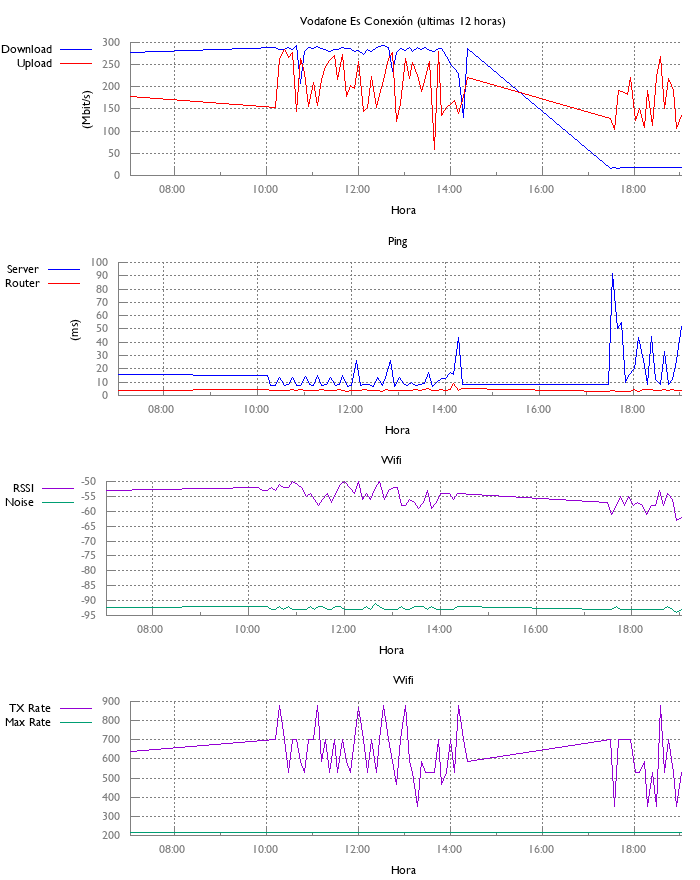 Vodafone Es Conexión (ultimas 12 horas)
Download
Upload
300
250
200
150
100
50
0
(Mbit/s)
08:00 10:00 12:00 14:00 16:00 18:00
Hora
Ping
Server
Router
100
90
80
70
60
50
40
30
20
10
0
(ms)
08:00 10:00 12:00 14:00 16:00 18:00
Hora
Wifi
RSSI
Noise
-50
-55
-60
-65
-70
-75
-80
-85
-90
-95
08:00 10:00 12:00 14:00 16:00 18:00
Hora
Wifi
TX Rate
Max Rate
900
800
700
600
500
400
300
200
08:00 10:00 12:00 14:00 16:00 18:00
Hora